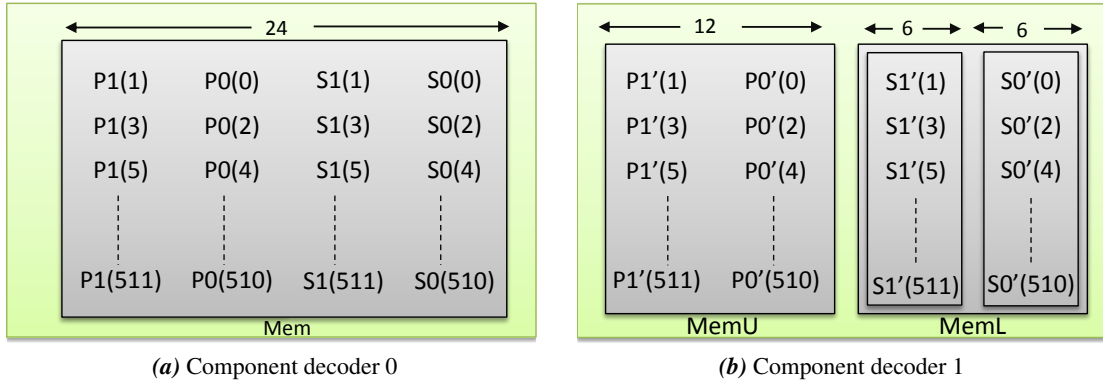 24
P1(1) P0(0) S1(1) S0(0)
P1(3) P0(2) S1(3) S0(2)
P1(5) P0(4) S1(5) S0(4)
P1(511) P0(510) S1(511) S0(510)
Mem
(a) Component decoder 0
12 6 6
P1’(1) P0’(0) S1’(1) S0’(0)
P1’(3) P0’(2) S1’(3) S0’(2)
P1’(5) P0’(4) S1’(5) S0’(4)
P1’(511) P0’(510) S1’(511) S0’(510)
MemU MemL
(b) Component decoder 1